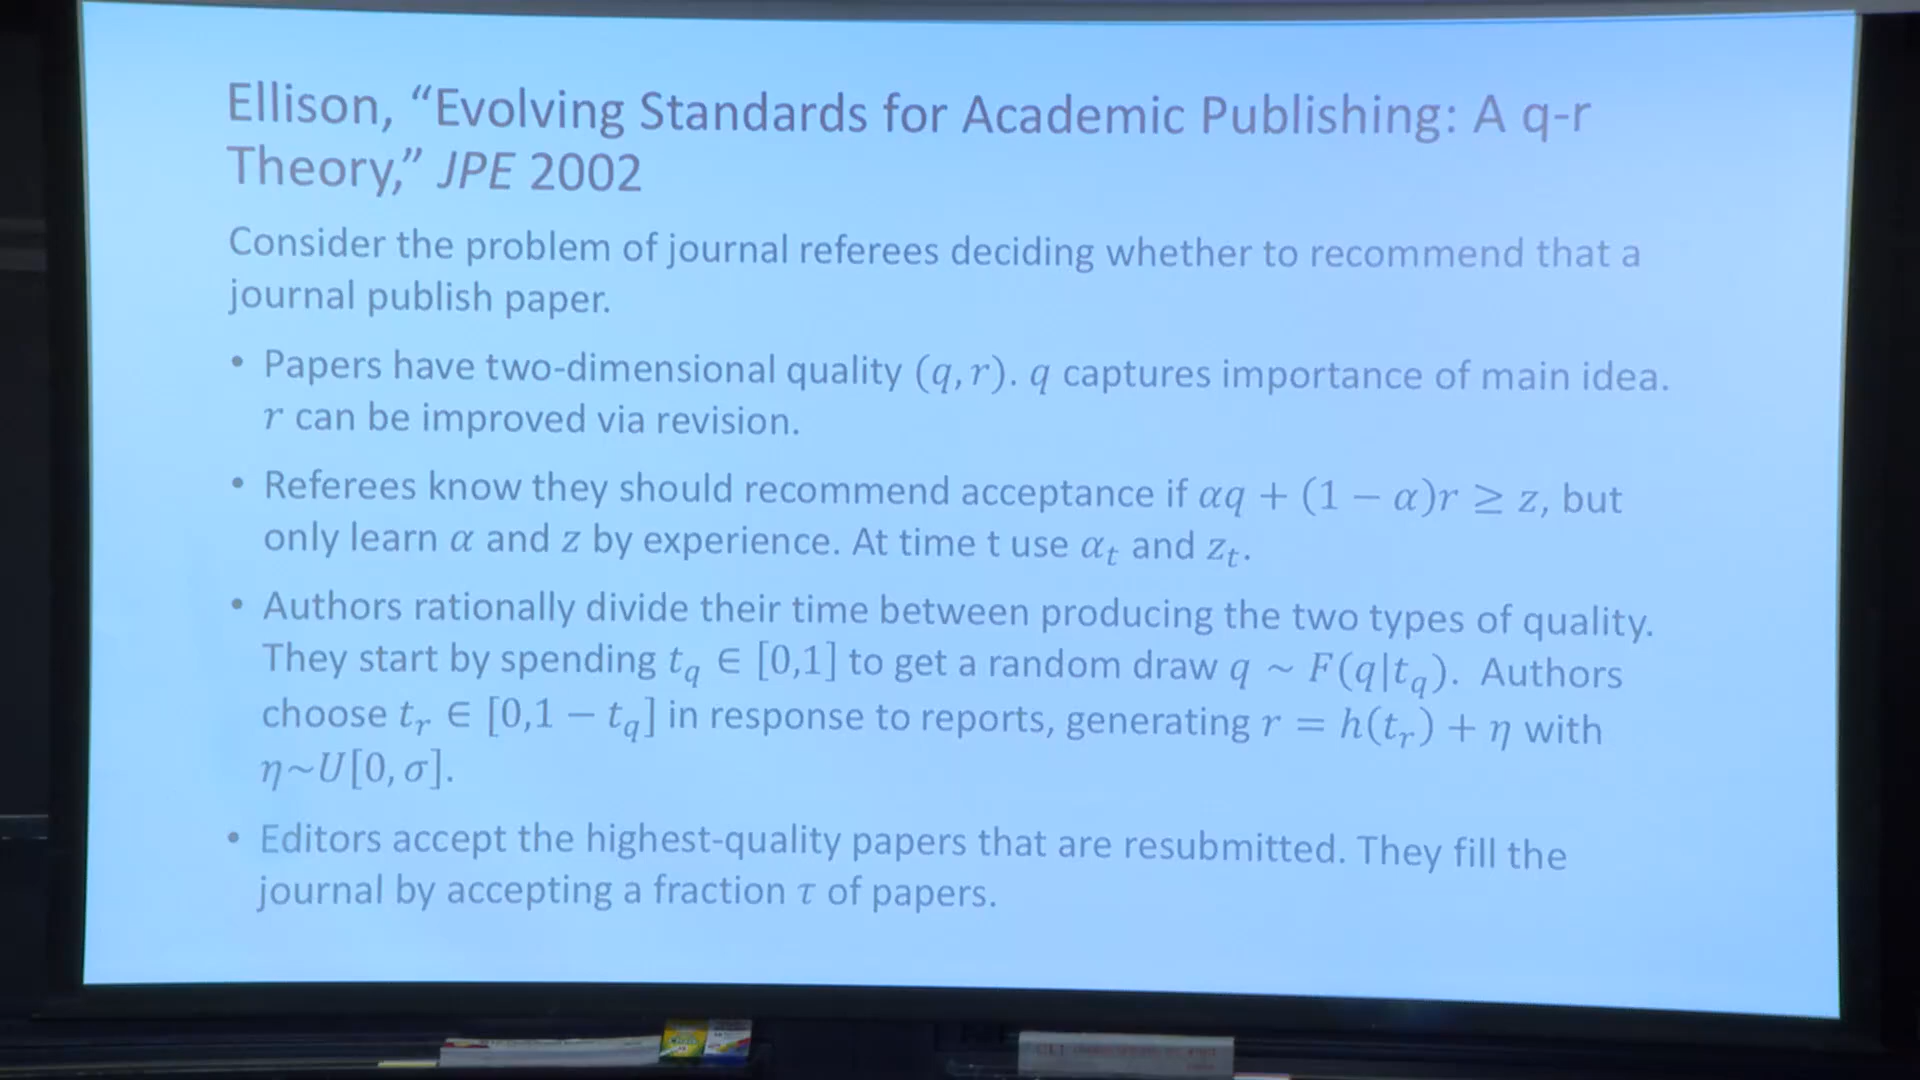 Ellison, “Evolving Standards for Academic Publishing: A q-r
Theory,” JPE 2002
Consider the problem of journal referees deciding whether to recommend that a
journal publish paper.
• Papers have two-dimensional quality (q, r). q captures importance of main idea.
r can be improved via revision.
• Referees know they should recommend acceptance if αq + (1 − α)r ≥ z, but
only learn α and z by experience. At time t use αₜ and zₜ.
• Authors rationally divide their time between producing the two types of quality.
They start by spending t_q ∈ [0,1] to get a random draw q ~ F(q|t_q). Authors
choose t_r ∈ [0,1 − t_q] in response to reports, generating r = h(t_r) + η with
η~U[0, σ].
• Editors accept the highest-quality papers that are resubmitted. They fill the
journal by accepting a fraction τ of papers.